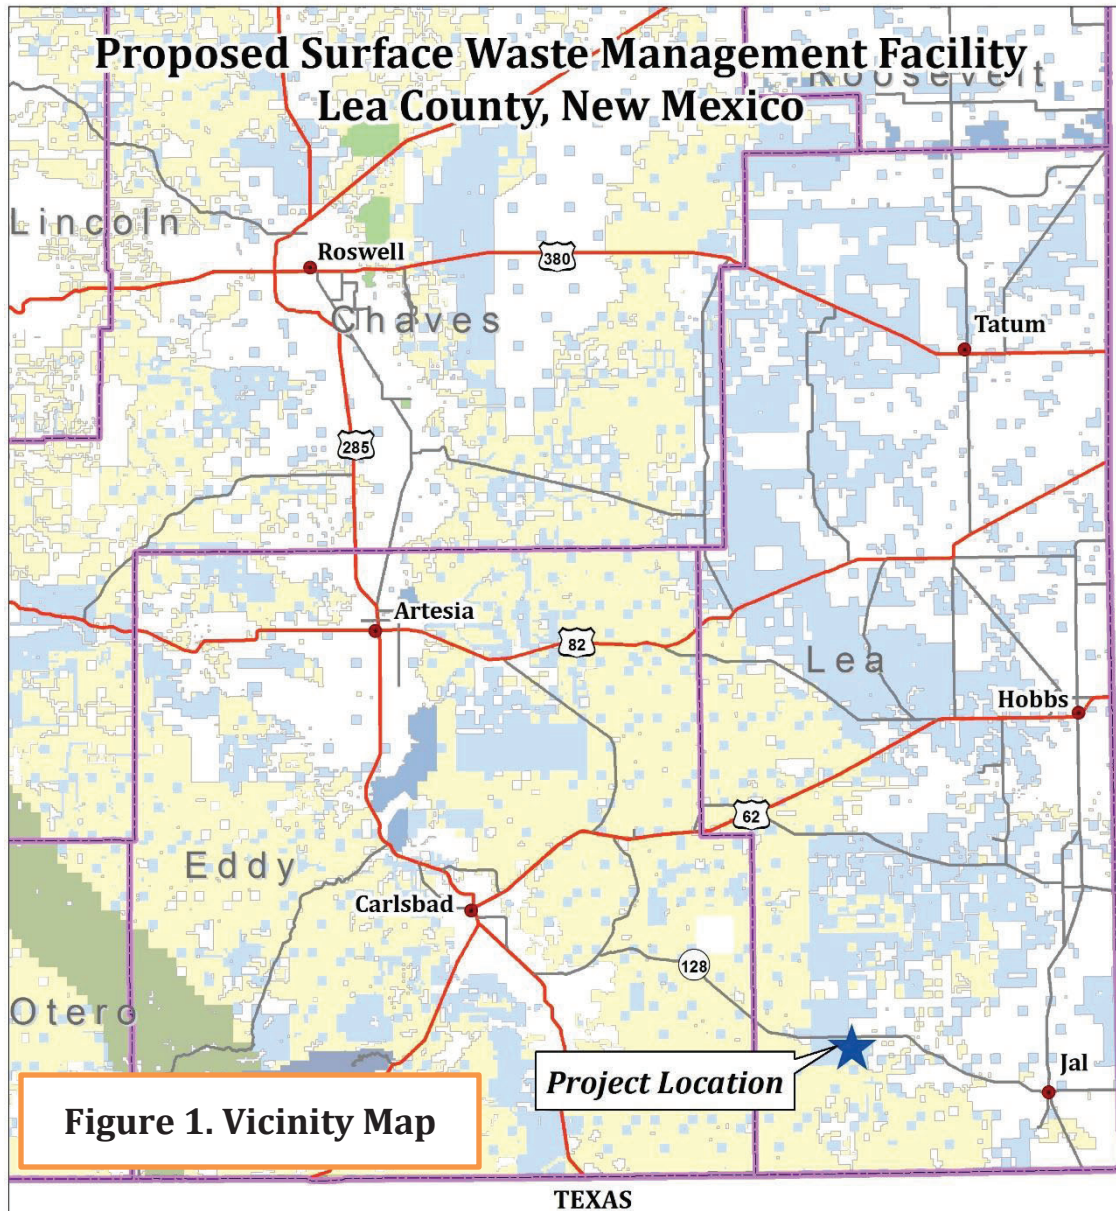 Proposed Surface Waste Management Facility
Roosevelt
Lea County, New Mexico
Lincoln
Roswell
380
Chaves
Tatum
285
Artesia
82
Lea
Hobbs
62
Eddy
Carlsbad
128
Otero
Project Location
Jal
Figure 1. Vicinity Map
TEXAS